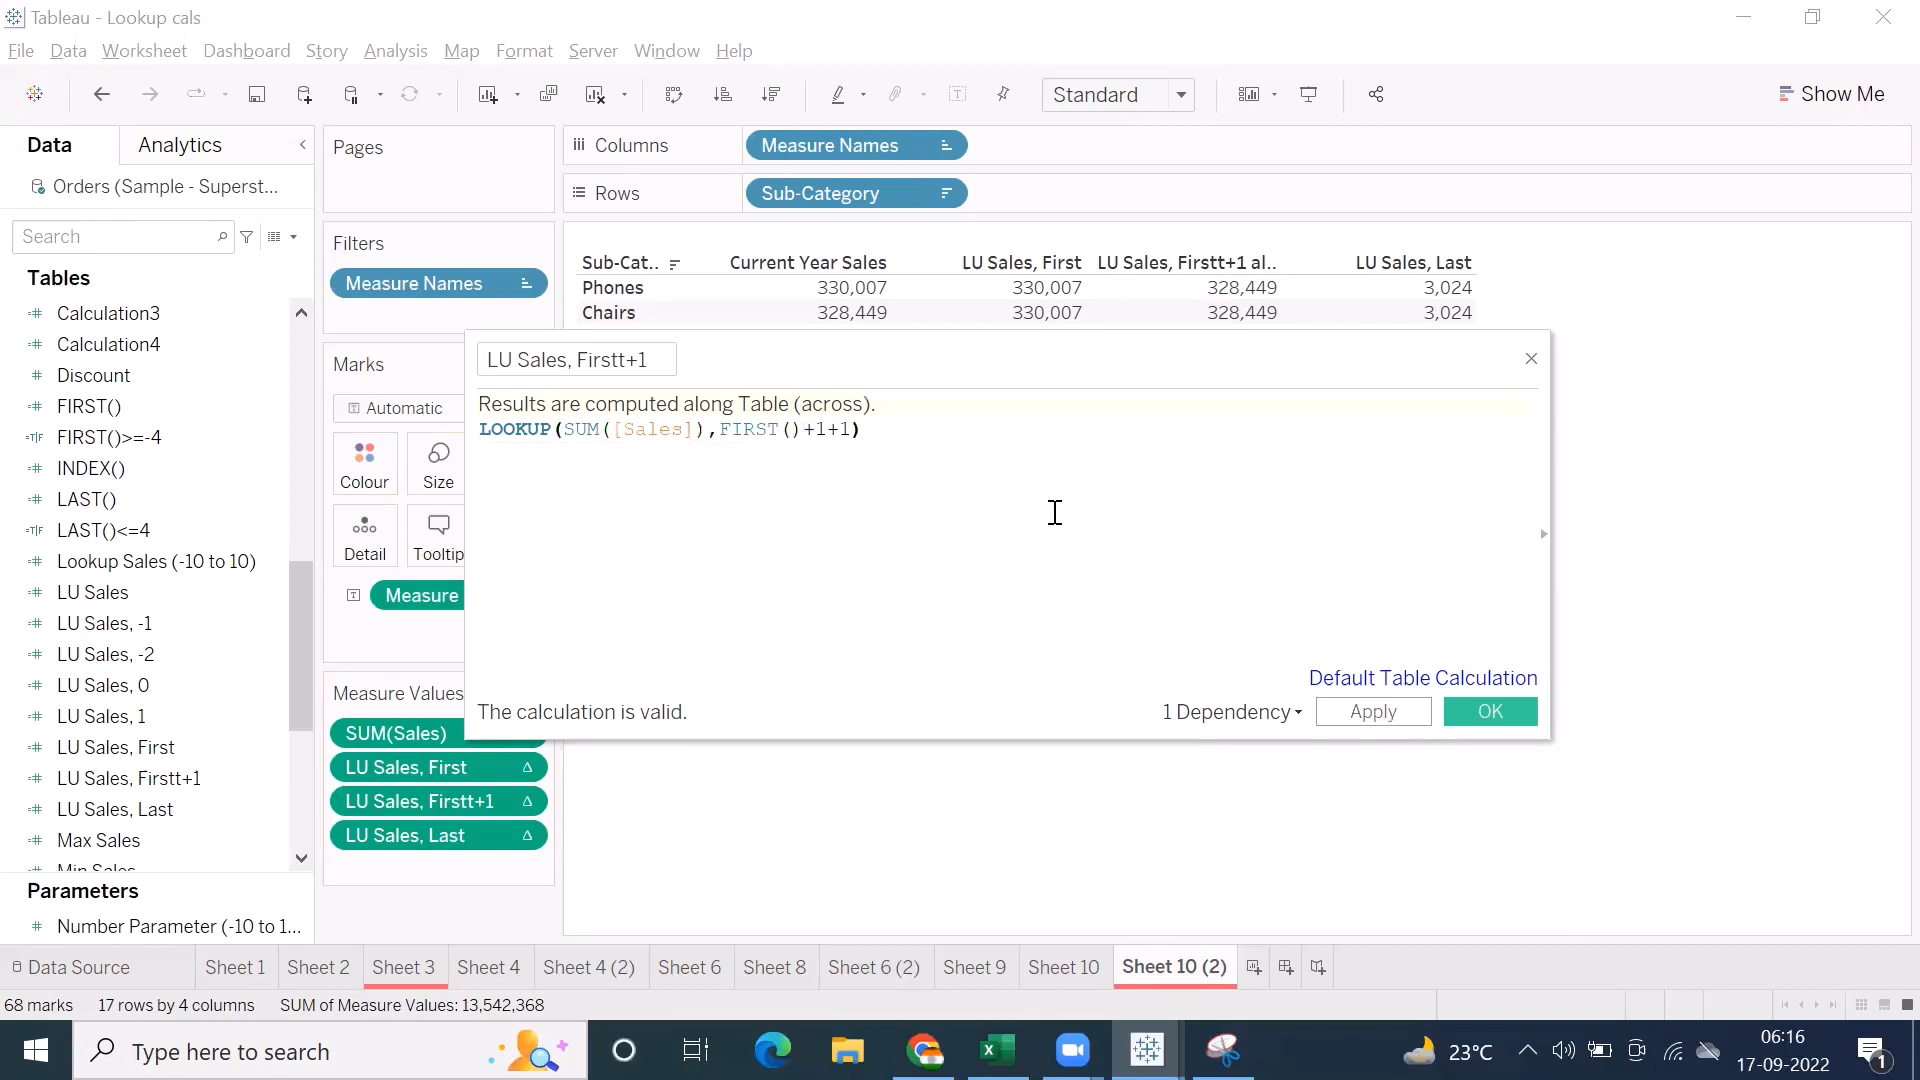 Tableau - Lookup cals
File Data Worksheet Dashboard Story Analysis Map Format Server Window Help
Standard
Show Me
Data Analytics
Orders (Sample - Superst...
Search
Tables
Calculation3
Calculation4
Discount
FIRST()
FIRST()>=-4
INDEX()
LAST()
LAST()<=4
Lookup Sales (-10 to 10)
LU Sales
LU Sales, -1
LU Sales, -2
LU Sales, 0
LU Sales, 1
LU Sales, First
LU Sales, Firstt+1
LU Sales, Last
Max Sales
Min Sales
Parameters
Number Parameter (-10 to 1...
Pages
Filters
Measure Names
Marks
Automatic
Colour Size
Detail Tooltip
Measure
Measure Values
SUM(Sales)
LU Sales, First
LU Sales, Firstt+1
LU Sales, Last
Columns Measure Names
Rows Sub-Category
Sub-Cat.. Current Year Sales LU Sales, First LU Sales, Firstt+1 al.. LU Sales, Last
Phones 330,007 330,007 328,449 3,024
Chairs 328,449 330,007 328,449 3,024
LU Sales, Firstt+1
Results are computed along Table (across).
LOOKUP(SUM([Sales]),FIRST()+1+1)
Default Table Calculation
The calculation is valid. 1 Dependency Apply OK
Data Source Sheet 1 Sheet 2 Sheet 3 Sheet 4 Sheet 4 (2) Sheet 6 Sheet 8 Sheet 6 (2) Sheet 9 Sheet 10 Sheet 10 (2)
68 marks 17 rows by 4 columns SUM of Measure Values: 13,542,368
Type here to search
23°C
06:16
17-09-2022
1